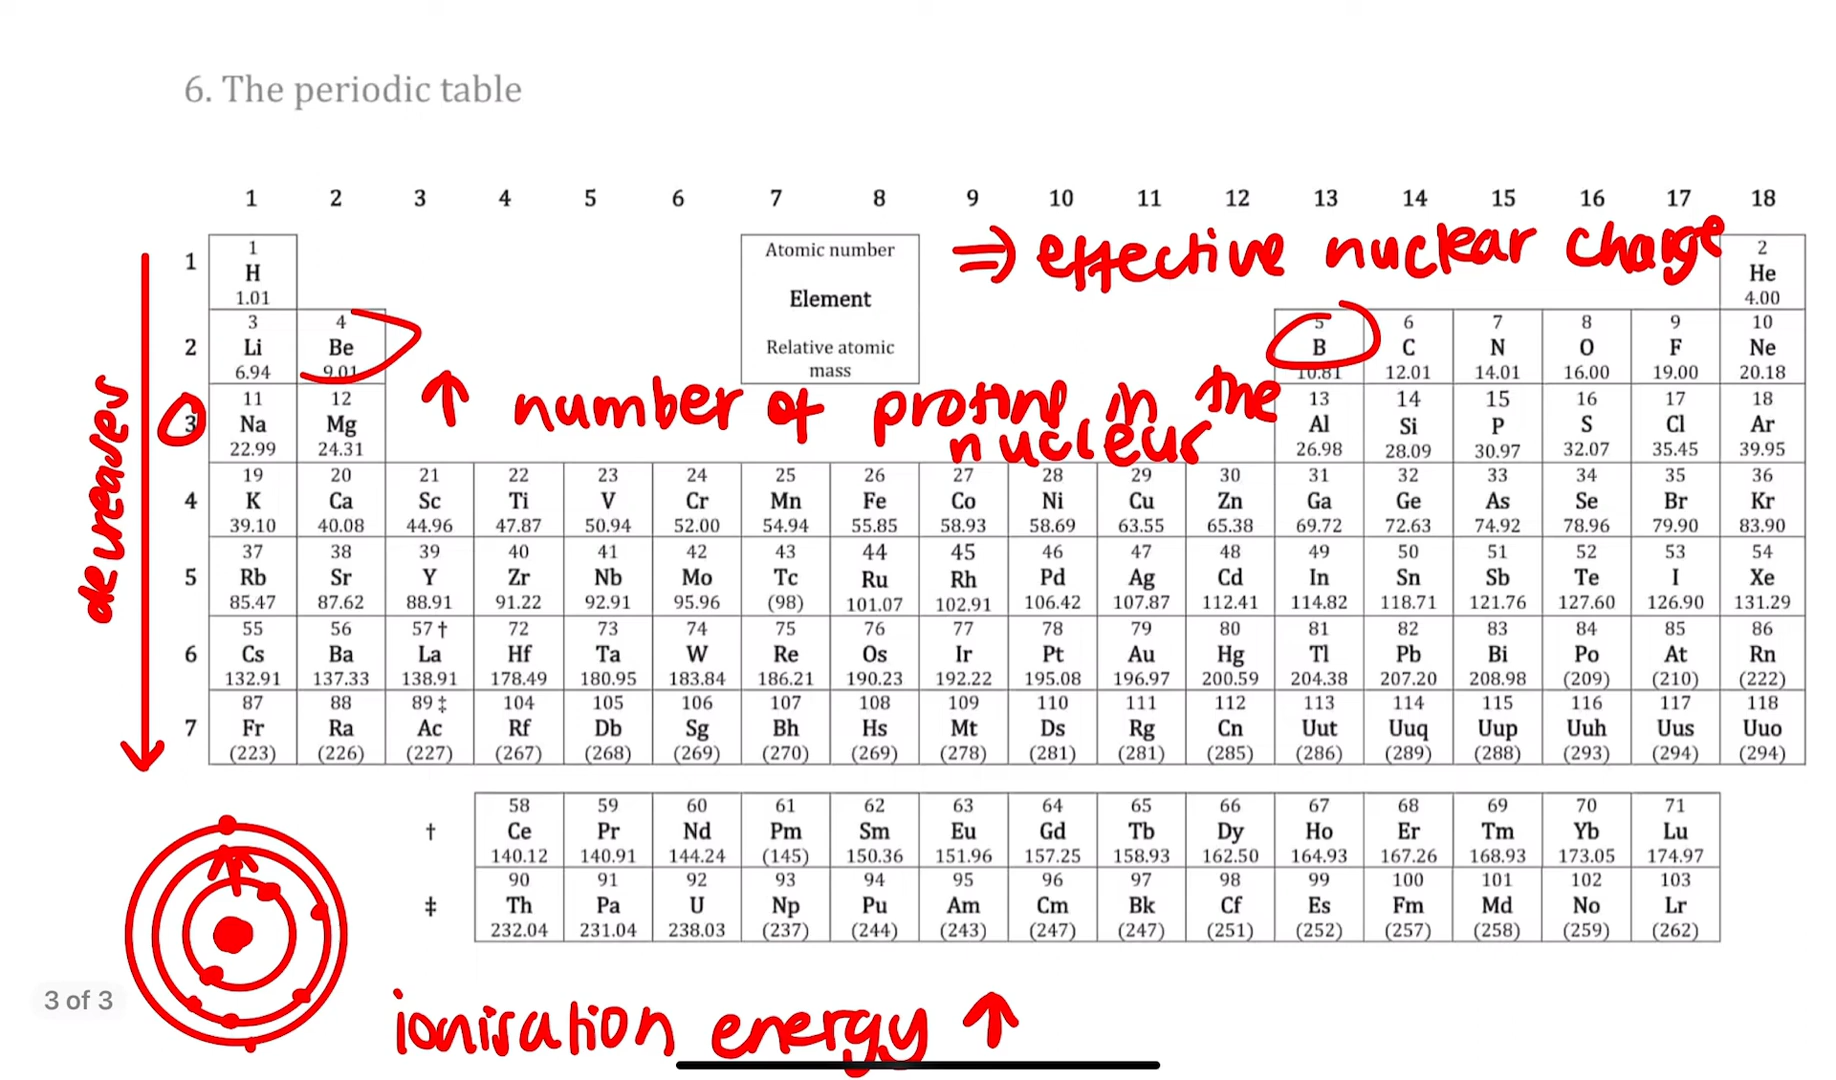 6. The periodic table
1 2 3 4 5 6 7 8 9 10 11 12 13 14 15 16 17 18
Atomic number
Element
Relative atomic
mass
⇒ effective nuclear charge
↑ number of protine in the
nucleus
decreases
1
1 2
H He
1.01 4.00
2
3 4 5 6 7 8 9 10
Li Be B C N O F Ne
6.94 9.01 10.81 12.01 14.01 16.00 19.00 20.18
3
11 12 13 14 15 16 17 18
Na Mg Al Si P S Cl Ar
22.99 24.31 26.98 28.09 30.97 32.07 35.45 39.95
4
19 20 21 22 23 24 25 26 27 28 29 30 31 32 33 34 35 36
K Ca Sc Ti V Cr Mn Fe Co Ni Cu Zn Ga Ge As Se Br Kr
39.10 40.08 44.96 47.87 50.94 52.00 54.94 55.85 58.93 58.69 63.55 65.38 69.72 72.63 74.92 78.96 79.90 83.90
5
37 38 39 40 41 42 43 44 45 46 47 48 49 50 51 52 53 54
Rb Sr Y Zr Nb Mo Tc Ru Rh Pd Ag Cd In Sn Sb Te I Xe
85.47 87.62 88.91 91.22 92.91 95.96 (98) 101.07 102.91 106.42 107.87 112.41 114.82 118.71 121.76 127.60 126.90 131.29
6
55 56 57 † 72 73 74 75 76 77 78 79 80 81 82 83 84 85 86
Cs Ba La Hf Ta W Re Os Ir Pt Au Hg Tl Pb Bi Po At Rn
132.91 137.33 138.91 178.49 180.95 183.84 186.21 190.23 192.22 195.08 196.97 200.59 204.38 207.20 208.98 (209) (210) (222)
7
87 88 89 ‡ 104 105 106 107 108 109 110 111 112 113 114 115 116 117 118
Fr Ra Ac Rf Db Sg Bh Hs Mt Ds Rg Cn Uut Uuq Uup Uuh Uus Uuo
(223) (226) (227) (267) (268) (269) (270) (269) (278) (281) (281) (285) (286) (289) (288) (293) (294) (294)
†
58 59 60 61 62 63 64 65 66 67 68 69 70 71
Ce Pr Nd Pm Sm Eu Gd Tb Dy Ho Er Tm Yb Lu
140.12 140.91 144.24 (145) 150.36 151.96 157.25 158.93 162.50 164.93 167.26 168.93 173.05 174.97
‡
90 91 92 93 94 95 96 97 98 99 100 101 102 103
Th Pa U Np Pu Am Cm Bk Cf Es Fm Md No Lr
232.04 231.04 238.03 (237) (244) (243) (247) (247) (251) (252) (257) (258) (259) (262)
3 of 3
ionisation energy ↑